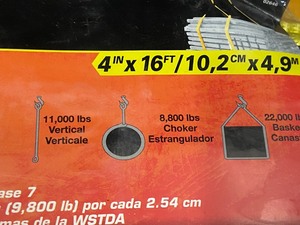 4IN x 16FT/10,2CM x 4,9M
11,000 lbs
Vertical
Verticale
8,800 lbs
Choker
Estrangulador
22,000
Baske
Canas
ase 7
(9,800 lb) por cada 2.54 cm
mas de la WSTDA